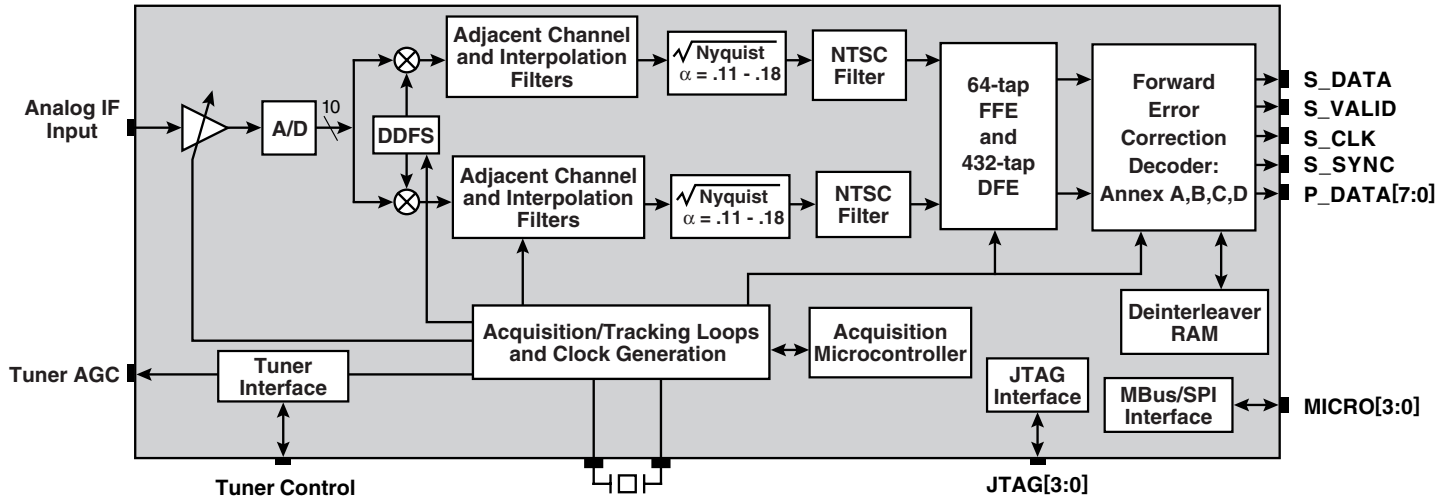 Analog IF
Input
A/D
10
DDFS
Adjacent Channel
and Interpolation
Filters
√Nyquist
α = .11 - .18
NTSC
Filter
Adjacent Channel
and Interpolation
Filters
√Nyquist
α = .11 - .18
NTSC
Filter
64-tap
FFE
and
432-tap
DFE
Forward
Error
Correction
Decoder:
Annex A,B,C,D
S_DATA
S_VALID
S_CLK
S_SYNC
P_DATA[7:0]
Deinterleaver
RAM
Acquisition/Tracking Loops
and Clock Generation
Acquisition
Microcontroller
Tuner AGC
Tuner
Interface
JTAG
Interface
MBus/SPI
Interface
MICRO[3:0]
Tuner Control
JTAG[3:0]